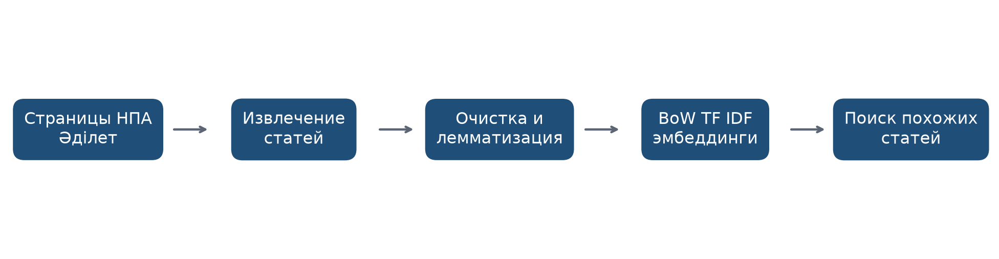 Страницы НПА
Әділет
Извлечение
статей
Очистка и
лемматизация
BoW TF IDF
эмбеддинги
Поиск похожих
статей